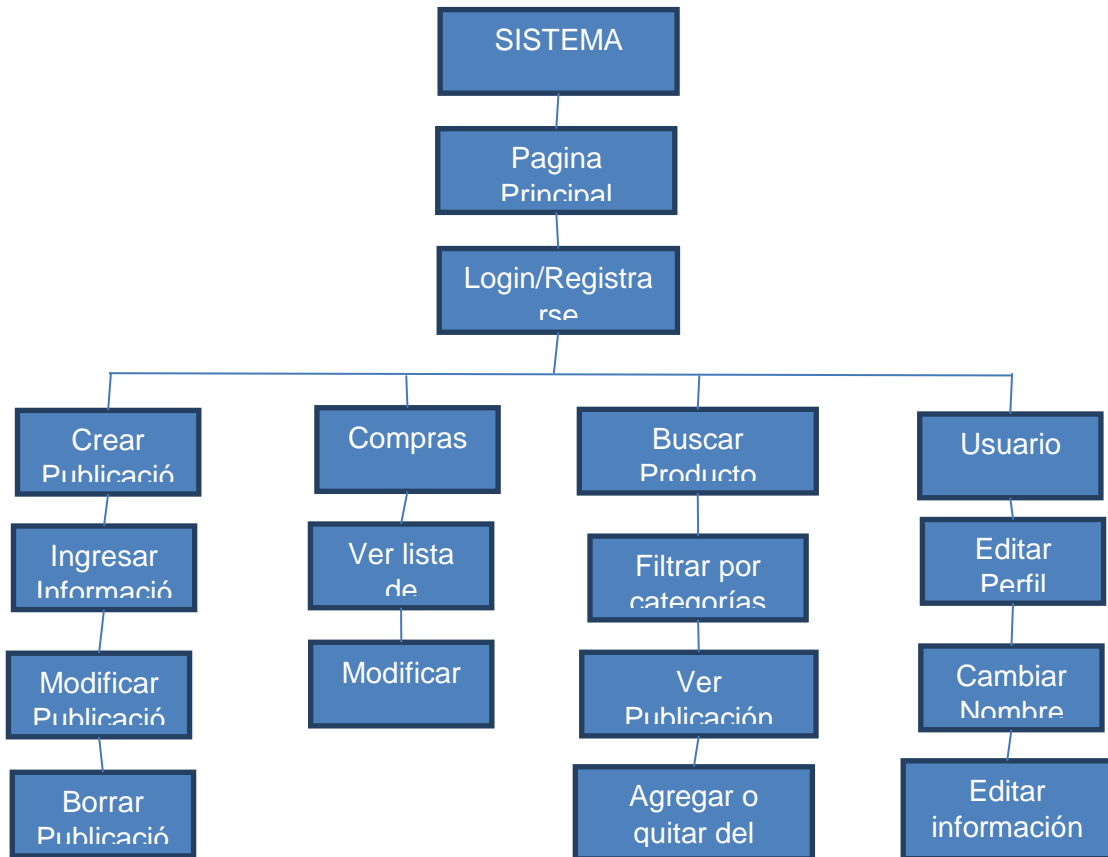 SISTEMA
Pagina
Principal
Login/Registra
rse
Crear
Publicació
Ingresar
Informació
Modificar
Publicació
Borrar
Publicació
Compras
Ver lista
de
Modificar
Buscar
Producto
Filtrar por
categorías
Ver
Publicación
Agregar o
quitar del
Usuario
Editar
Perfil
Cambiar
Nombre
Editar
información